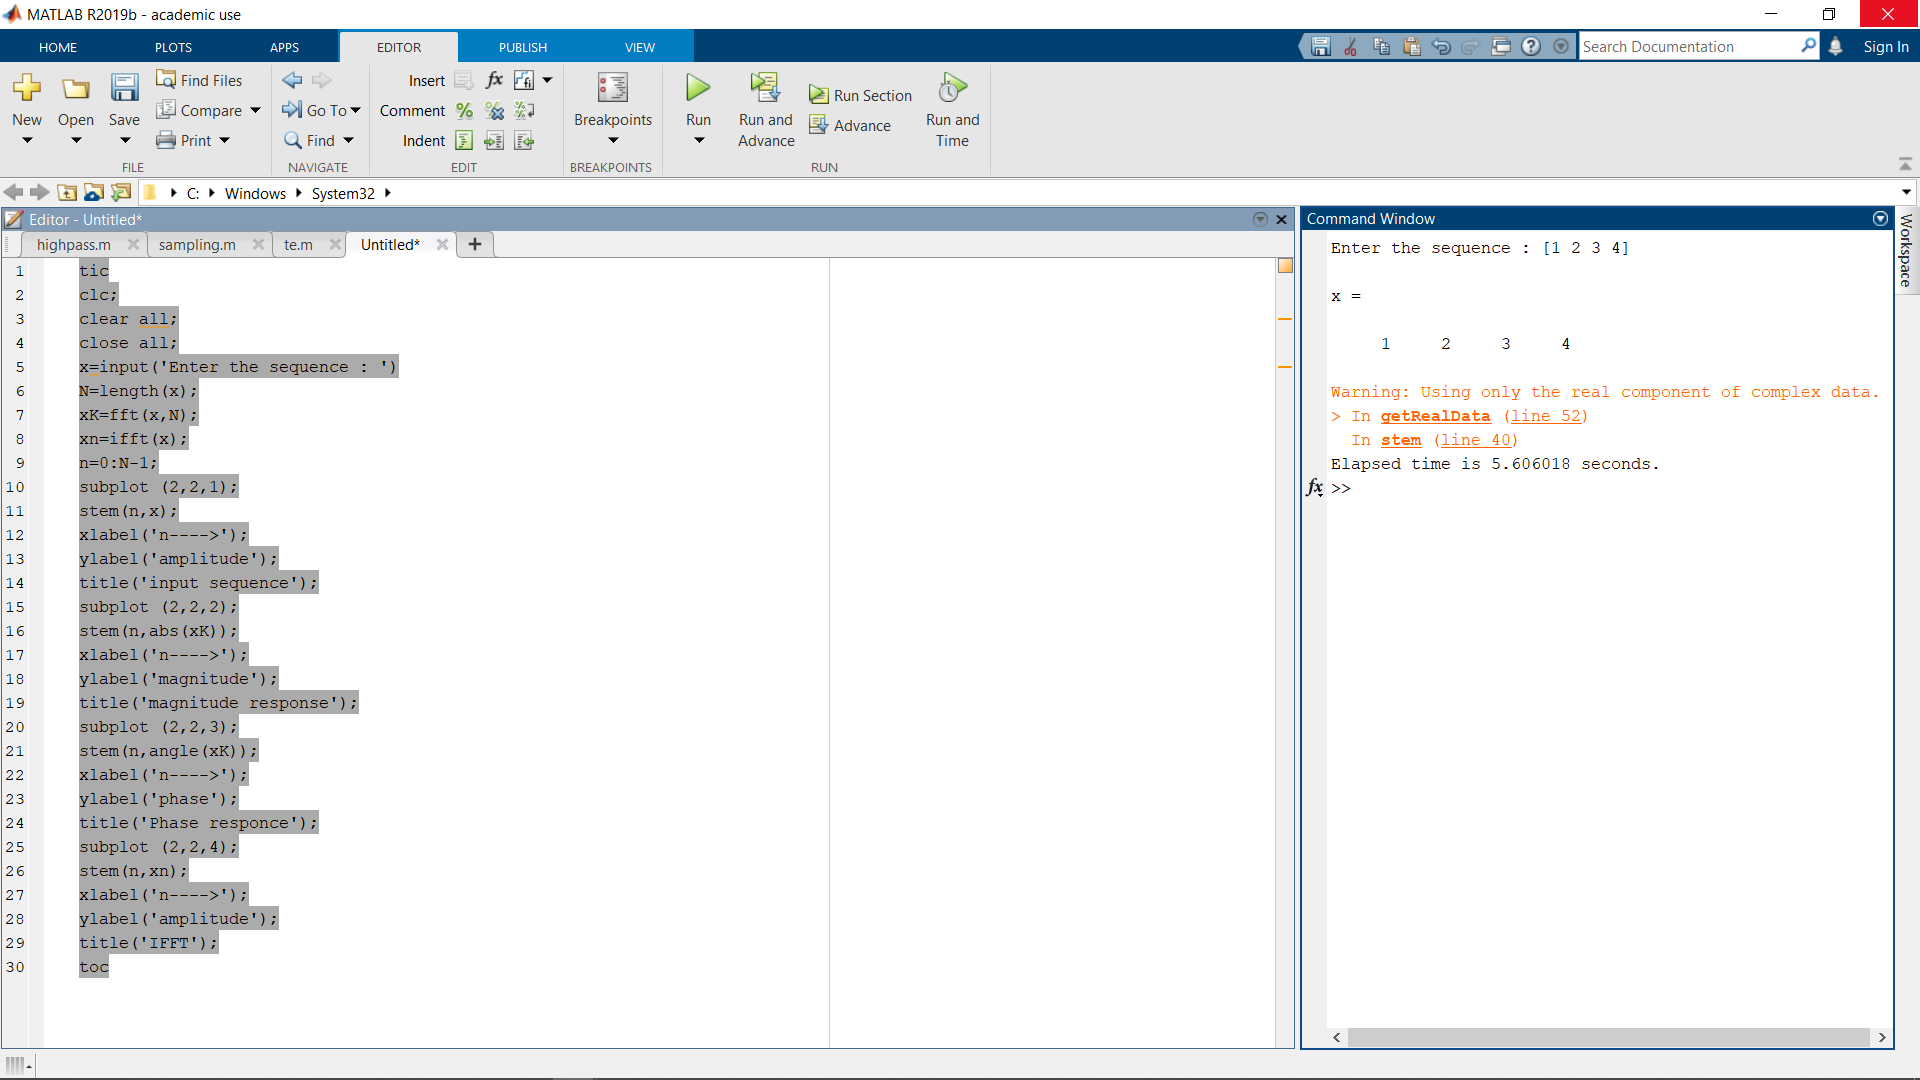 MATLAB R2019b - academic use
HOME PLOTS APPS EDITOR PUBLISH VIEW Search Documentation Sign In
New Open Save Find Files Compare Print FILE
Go To Find NAVIGATE
Insert fx Comment Indent EDIT
Breakpoints BREAKPOINTS
Run Run and Advance Run Section Advance Run and Time RUN
C: Windows System32
Editor - Untitled*
highpass.m sampling.m te.m Untitled* +
1 tic
2 clc;
3 clear all;
4 close all;
5 x=input('Enter the sequence : ')
6 N=length(x);
7 xK=fft(x,N);
8 xn=ifft(x);
9 n=0:N-1;
10 subplot (2,2,1);
11 stem(n,x);
12 xlabel('n---->');
13 ylabel('amplitude');
14 title('input sequence');
15 subplot (2,2,2);
16 stem(n,abs(xK));
17 xlabel('n---->');
18 ylabel('magnitude');
19 title('magnitude response');
20 subplot (2,2,3);
21 stem(n,angle(xK));
22 xlabel('n---->');
23 ylabel('phase');
24 title('Phase responce');
25 subplot (2,2,4);
26 stem(n,xn);
27 xlabel('n---->');
28 ylabel('amplitude');
29 title('IFFT');
30 toc
Command Window
Enter the sequence : [1 2 3 4]
x =
1 2 3 4
Warning: Using only the real component of complex data.
> In getRealData (line 52)
In stem (line 40)
Elapsed time is 5.606018 seconds.
fx >>
Workspace